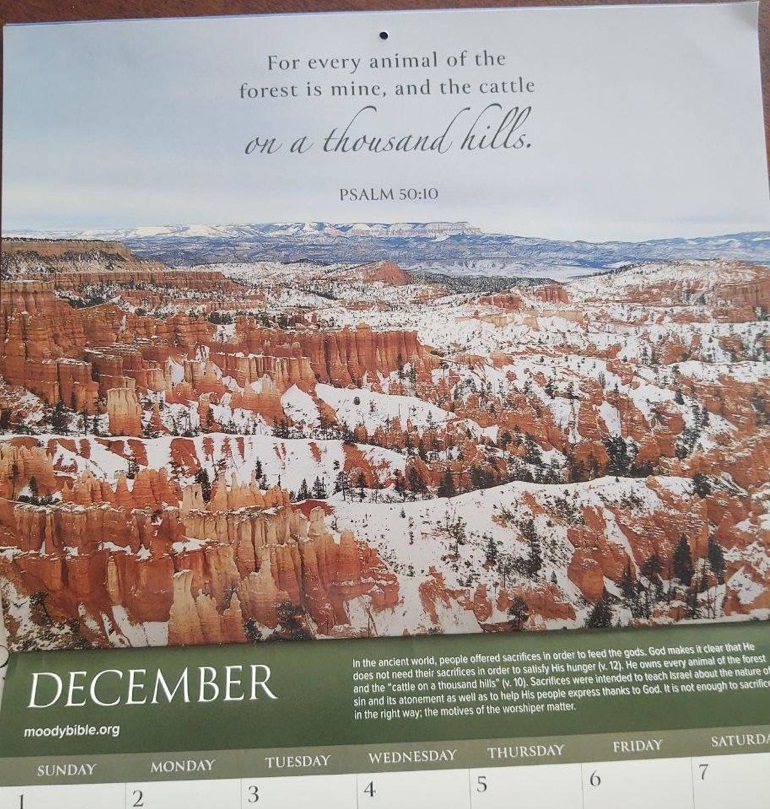 For every animal of the
forest is mine, and the cattle
on a thousand hills.
PSALM 50:10
DECEMBER
moodybible.org
In the ancient world, people offered sacrifices in order to feed the gods. God makes it clear that He
does not need their sacrifices in order to satisfy His hunger (v. 12). He owns every animal of the forest
and the "cattle on a thousand hills" (v. 10). Sacrifices were intended to teach Israel about the nature of
sin and its atonement as well as to help His people express thanks to God. It is not enough to sacrifice
in the right way; the motives of the worshiper matter.
SUNDAY MONDAY TUESDAY WEDNESDAY THURSDAY FRIDAY SATURDA
1 2 3 4 5 6 7